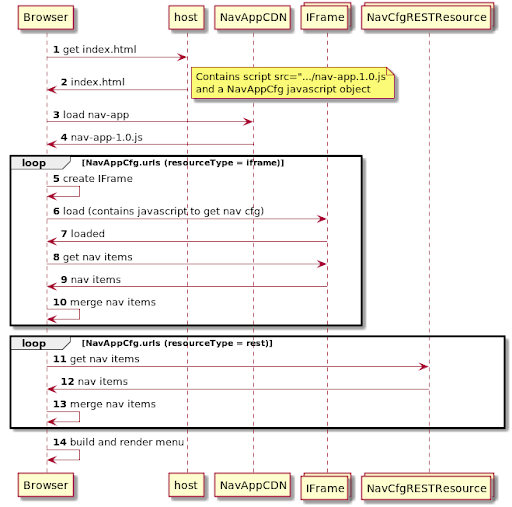 Browser host NavAppCDN IFrame NavCfgRESTResource
1 get index.html
2 index.html
Contains script src=".../nav-app.1.0.js
and a NavAppCfg javascript object
3 load nav-app
4 nav-app-1.0.js
loop [NavAppCfg.urls (resourceType = iframe)]
5 create IFrame
6 load (contains javascript to get nav cfg)
7 loaded
8 get nav items
9 nav items
10 merge nav items
loop [NavAppCfg.urls (resourceType = rest)]
11 get nav items
12 nav items
13 merge nav items
14 build and render menu
Browser host NavAppCDN IFrame NavCfgRESTResource